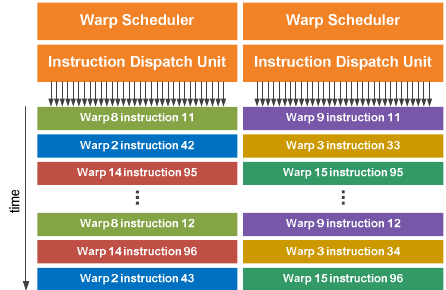 Warp Scheduler
Instruction Dispatch Unit
Warp 8 instruction 11
Warp 2 instruction 42
Warp 14 instruction 95
Warp 8 instruction 12
Warp 14 instruction 96
Warp 2 instruction 43
Warp Scheduler
Instruction Dispatch Unit
Warp 9 instruction 11
Warp 3 instruction 33
Warp 15 instruction 95
Warp 9 instruction 12
Warp 3 instruction 34
Warp 15 instruction 96
time